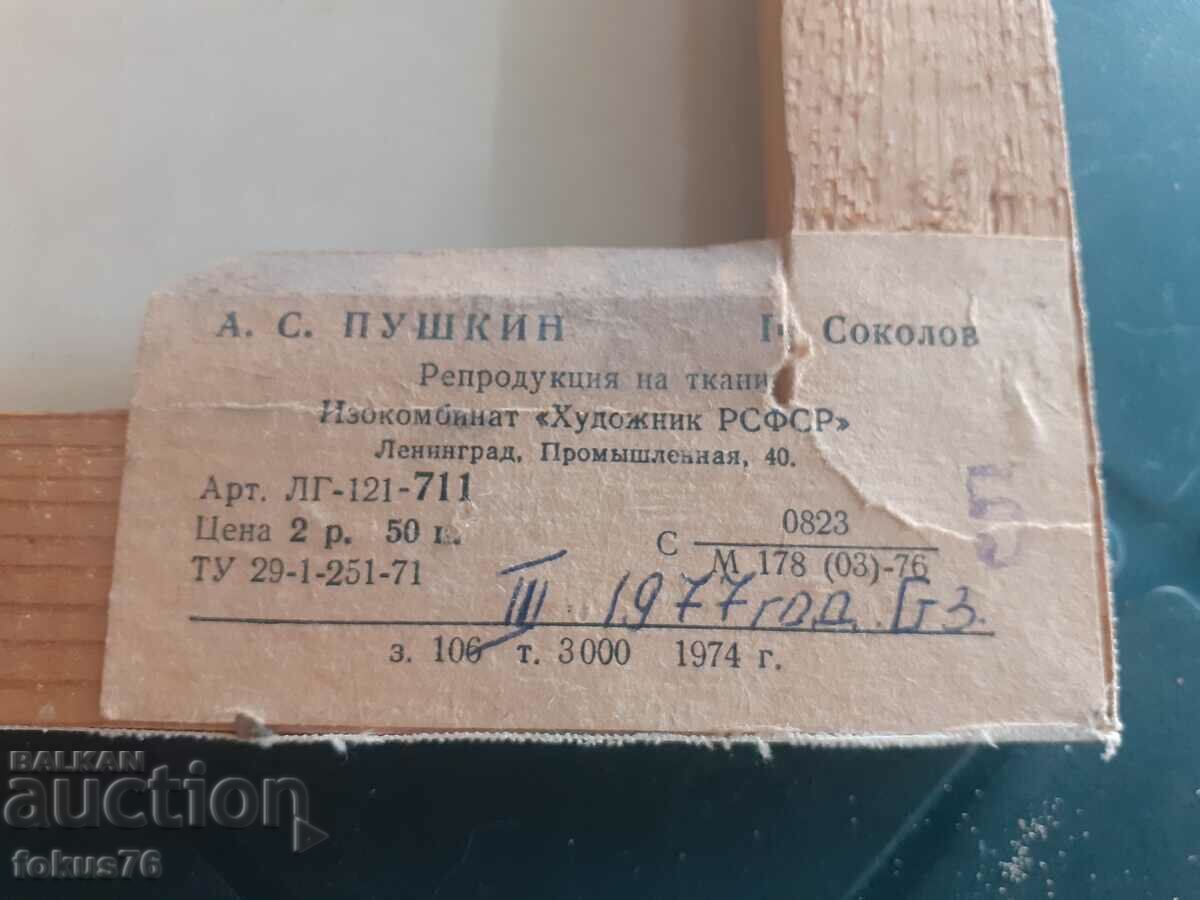 А. С. ПУШКИН Соколов
Репродукция на ткани
Изокомбинат «Художник РСФСР»
Ленинград, Промышленная, 40.
Арт. ЛГ-121-711
Цена 2 р. 50 к.
С 0823
М 178 (03)-76
ТУ 29-1-251-71
III 1977 год
з. 106 т. 3000 1974 г.
BALKAN
auction
fokus76